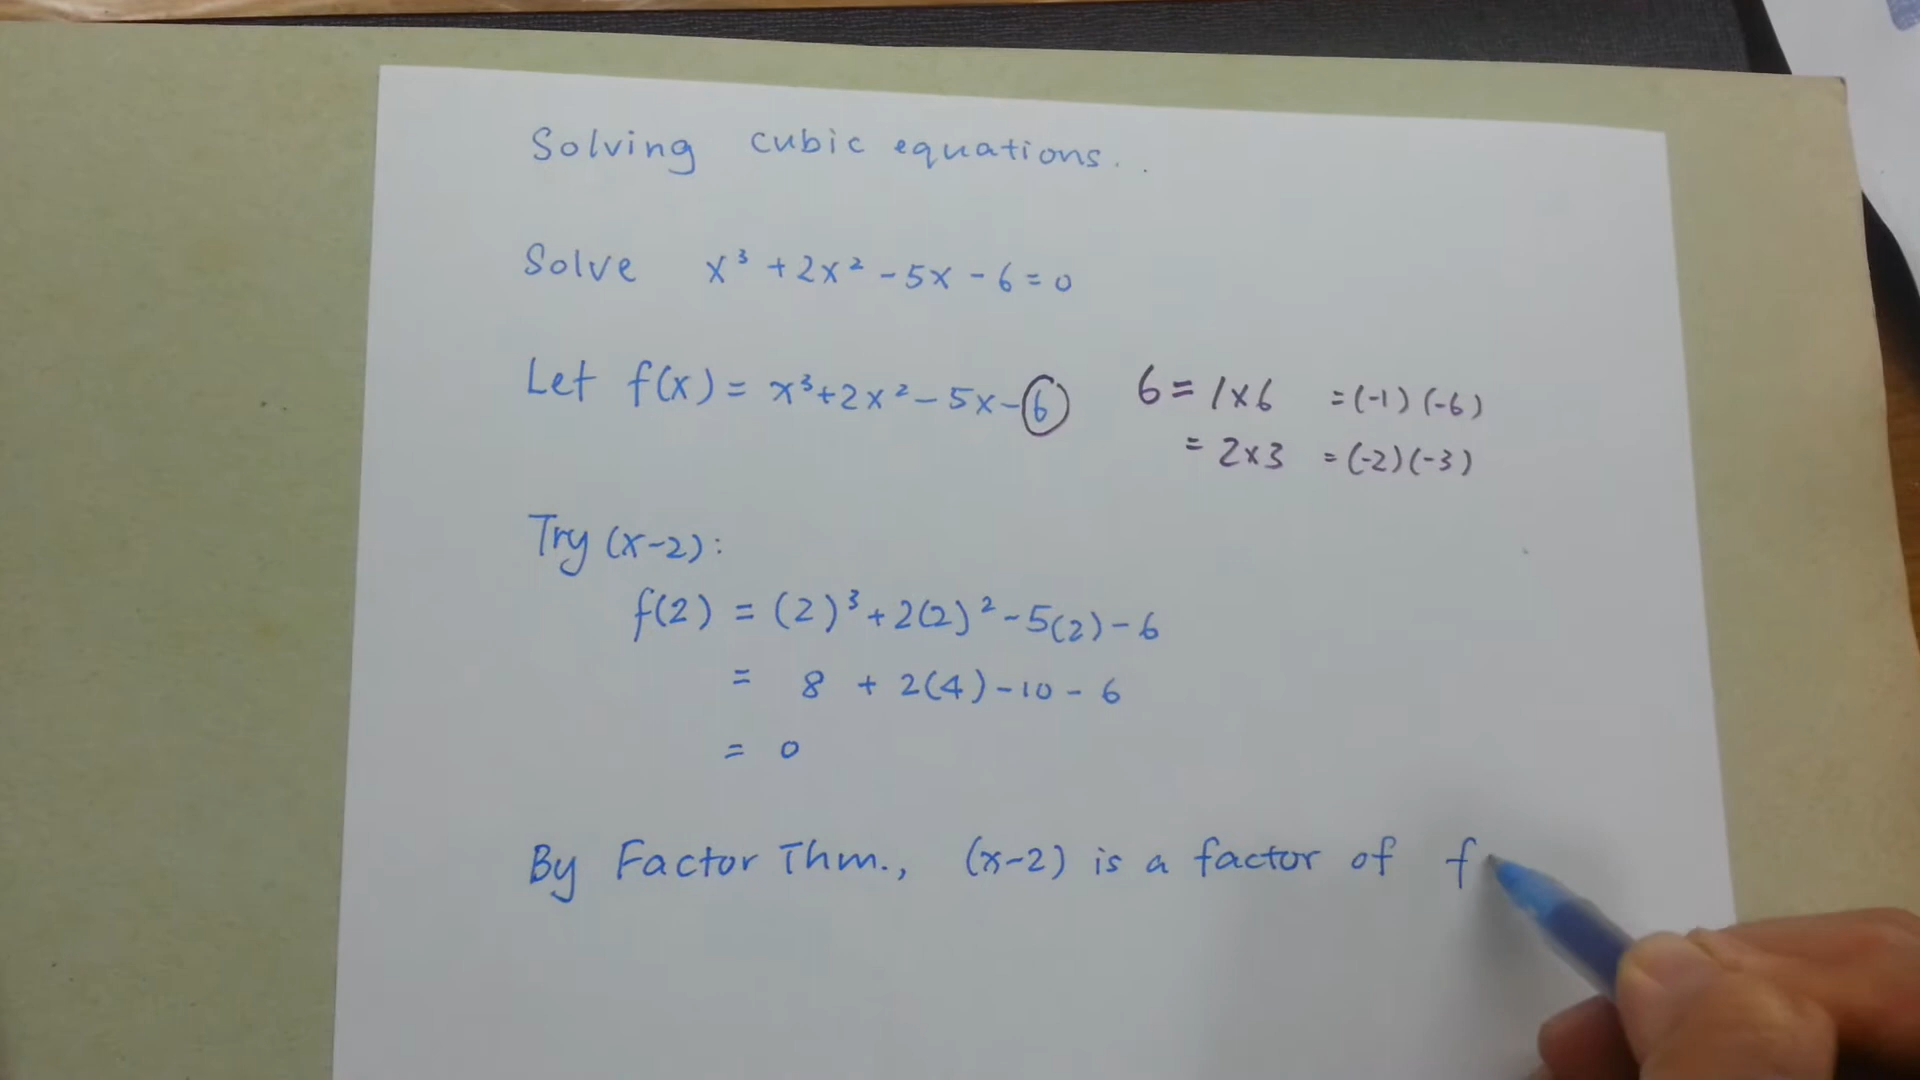 Solving cubic equations..
Solve x³ + 2x² - 5x - 6 = 0
Let f(x) = x³ + 2x² - 5x - 6
6 = 1 x 6 = (-1)(-6)
= 2 x 3 = (-2)(-3)
Try (x-2):
f(2) = (2)³ + 2(2)² - 5(2) - 6
= 8 + 2(4) - 10 - 6
= 0
By Factor Thm., (x-2) is a factor of f